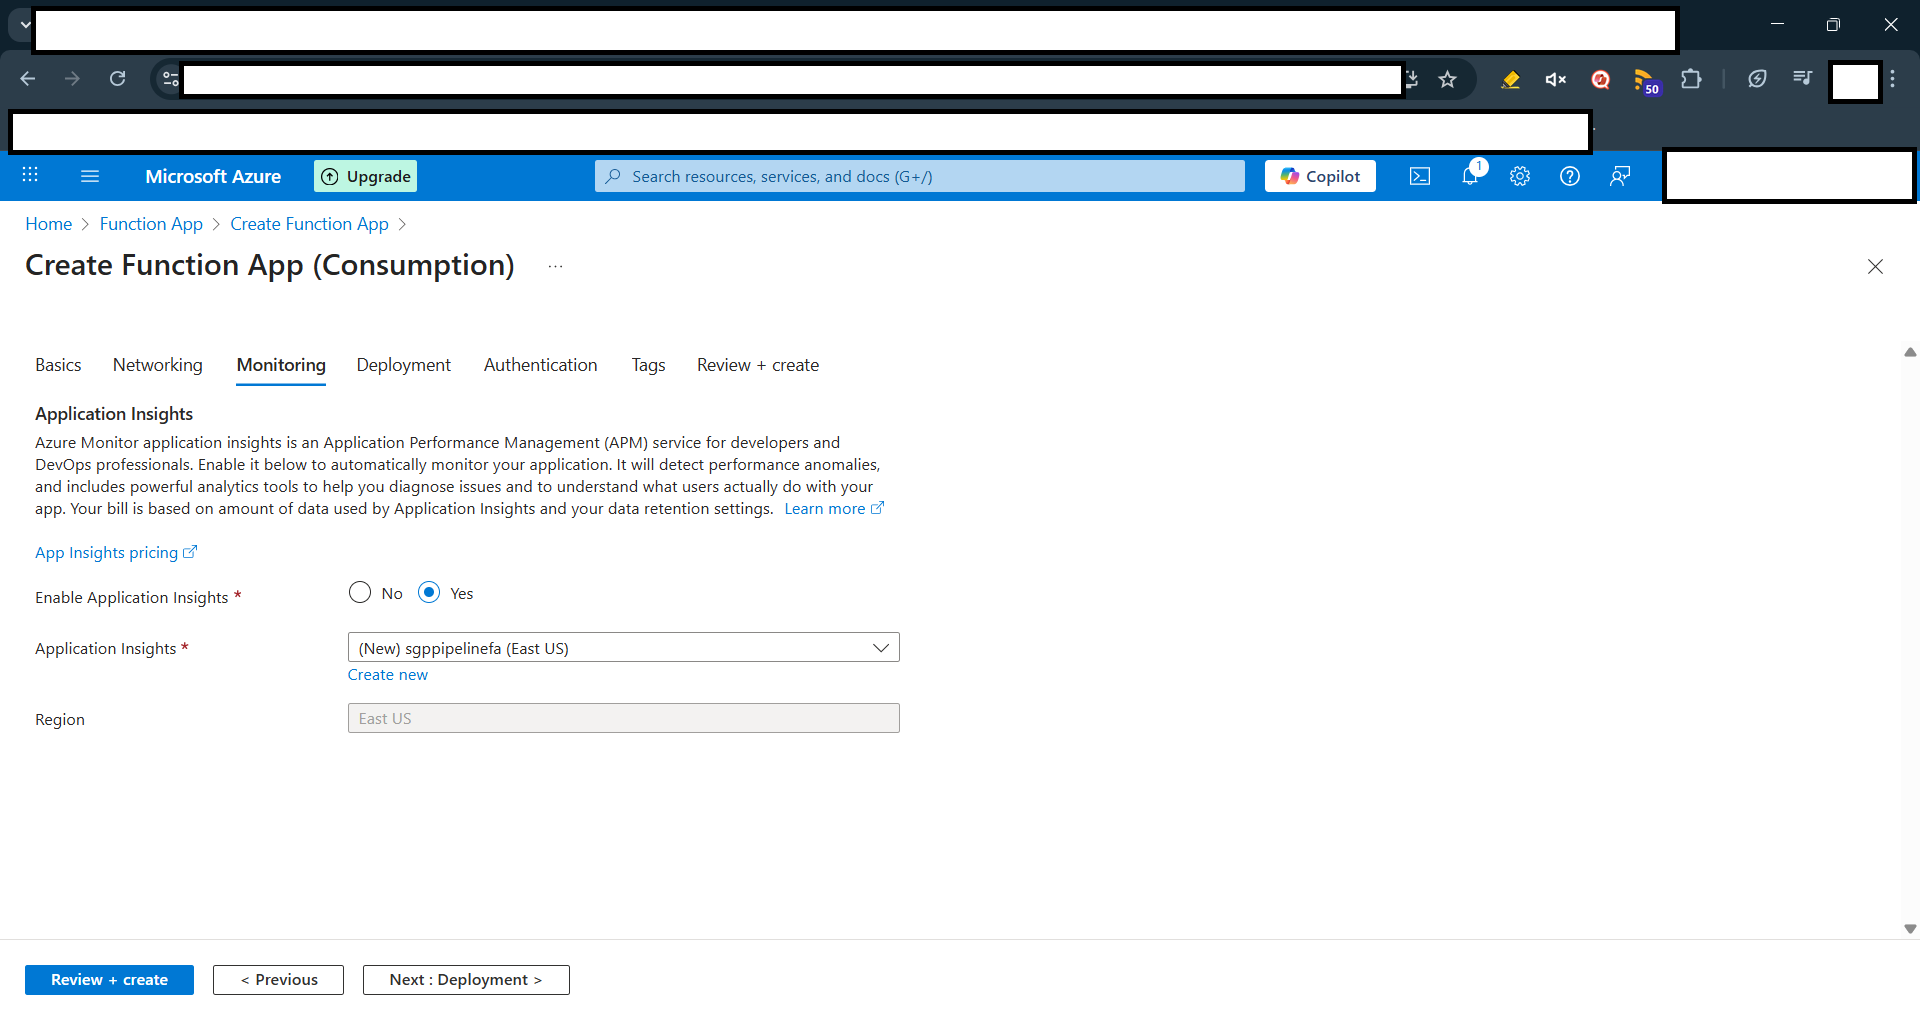 50
Microsoft Azure
Upgrade
Search resources, services, and docs (G+/)
Copilot
1
Home > Function App > Create Function App >
Create Function App (Consumption)
...
Basics
Networking
Monitoring
Deployment
Authentication
Tags
Review + create
Application Insights
Azure Monitor application insights is an Application Performance Management (APM) service for developers and
DevOps professionals. Enable it below to automatically monitor your application. It will detect performance anomalies,
and includes powerful analytics tools to help you diagnose issues and to understand what users actually do with your
app. Your bill is based on amount of data used by Application Insights and your data retention settings. Learn more
App Insights pricing
Enable Application Insights *
No
Yes
Application Insights *
(New) sgppipelinefa (East US)
Create new
Region
East US
Review + create
< Previous
Next : Deployment >